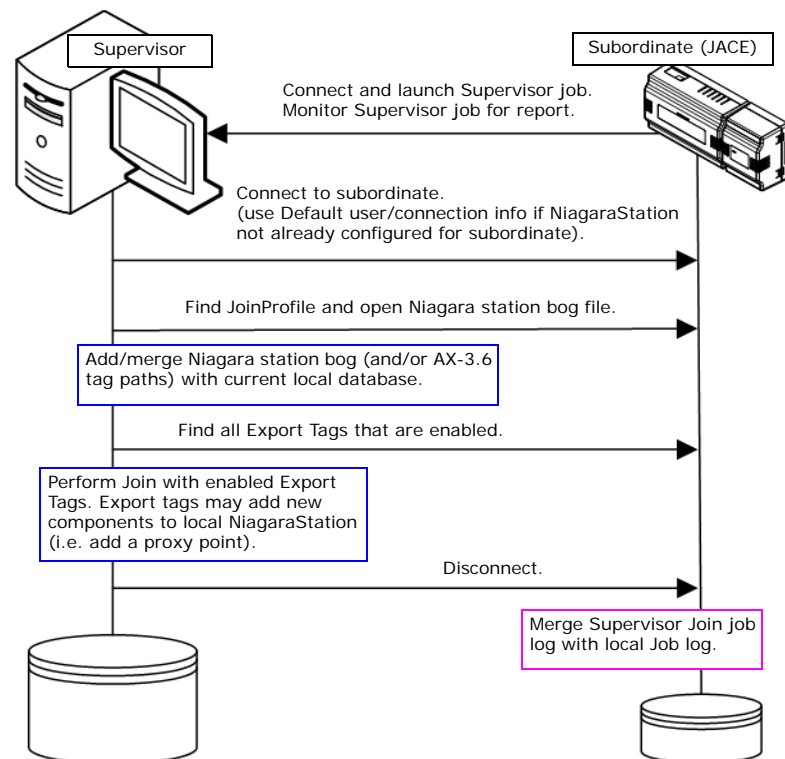 Supervisor
Subordinate (JACE)
Connect and launch Supervisor job.
Monitor Supervisor job for report.
Connect to subordinate.
(use Default user/connection info if NiagaraStation
not already configured for subordinate).
Find JoinProfile and open Niagara station bog file.
Add/merge Niagara station bog (and/or AX-3.6
tag paths) with current local database.
Find all Export Tags that are enabled.
Perform Join with enabled Export
Tags. Export tags may add new
components to local NiagaraStation
(i.e. add a proxy point).
Disconnect.
Merge Supervisor Join job
log with local Job log.